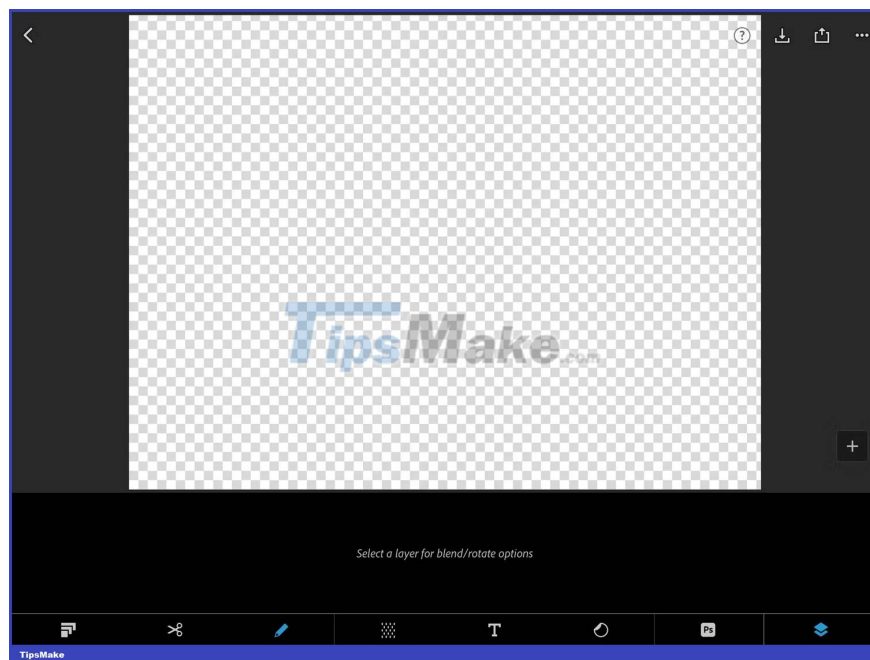 ?
TipsMake.com
Select a layer for blend/rotate options
T
Ps
TipsMake